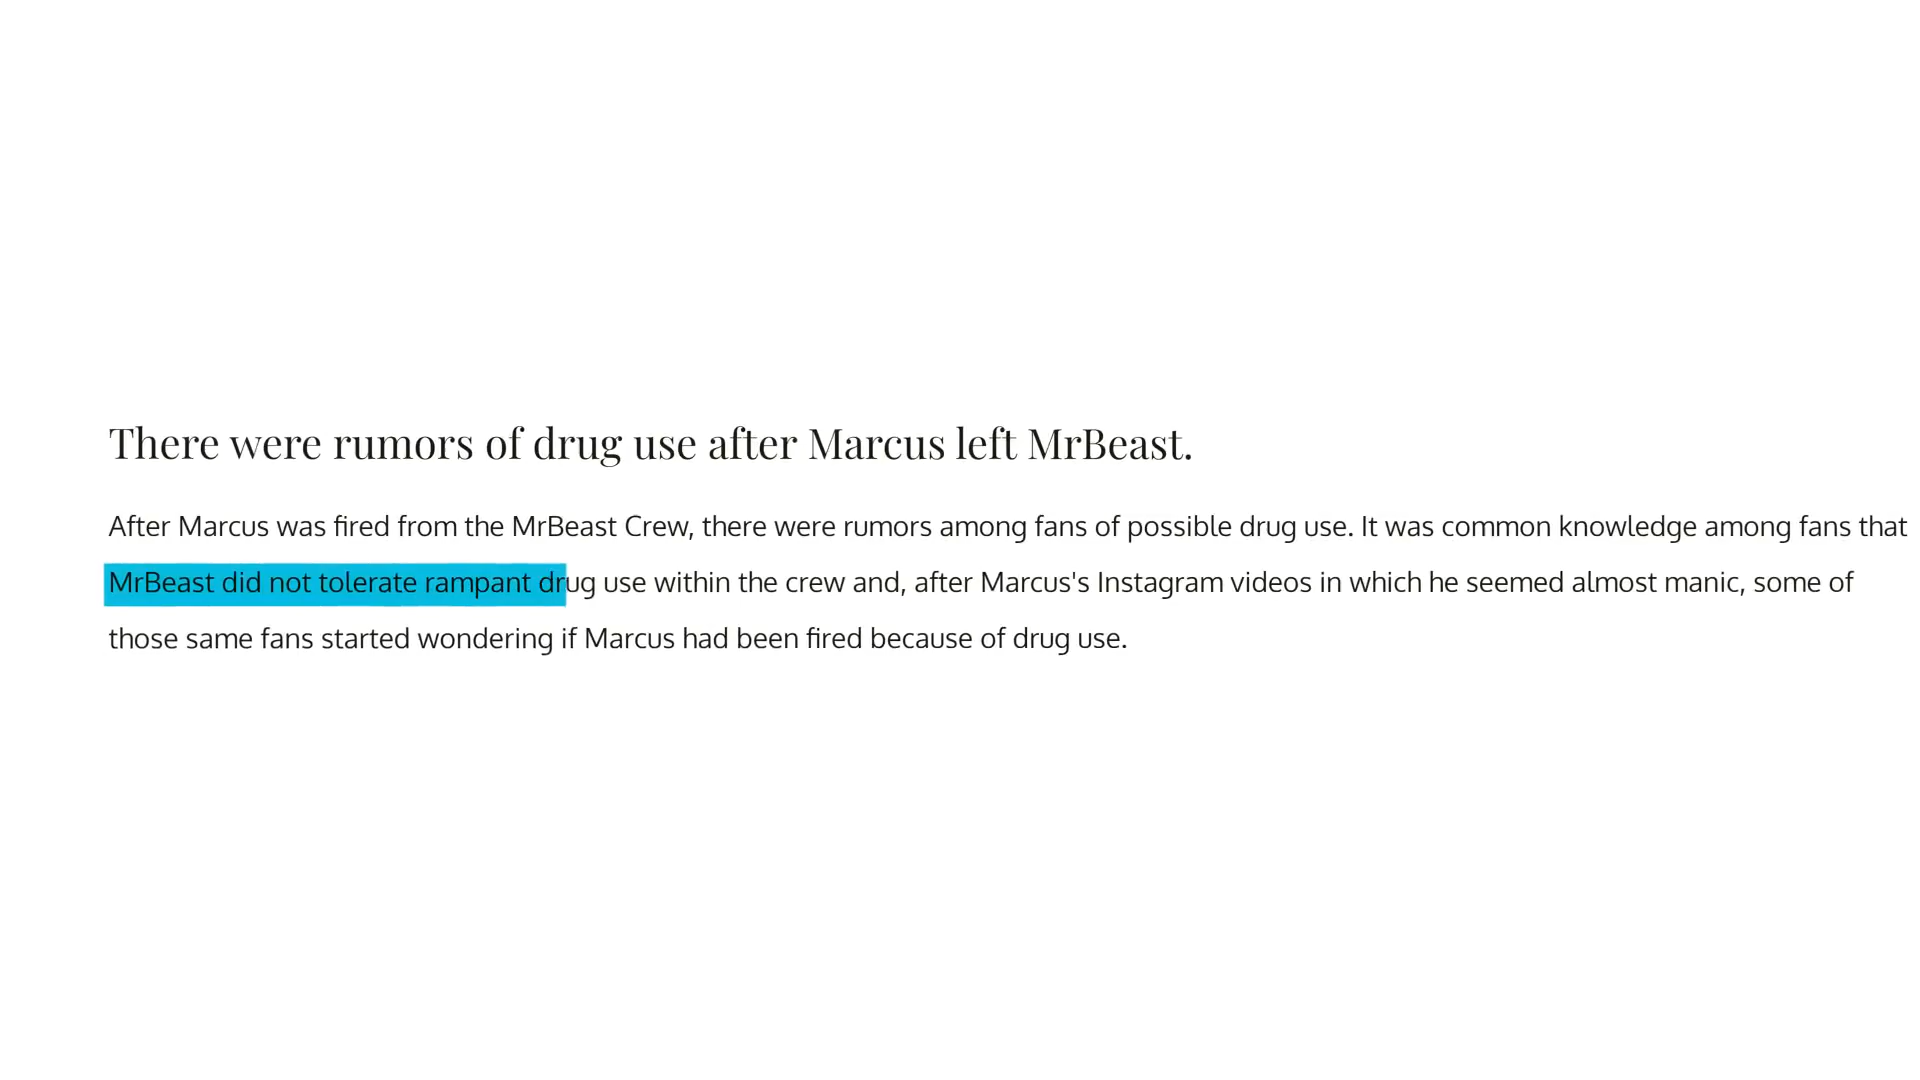 There were rumors of drug use after Marcus left MrBeast.
After Marcus was fired from the MrBeast Crew, there were rumors among fans of possible drug use. It was common knowledge among fans that
MrBeast did not tolerate rampant drug use within the crew and, after Marcus's Instagram videos in which he seemed almost manic, some of
those same fans started wondering if Marcus had been fired because of drug use.